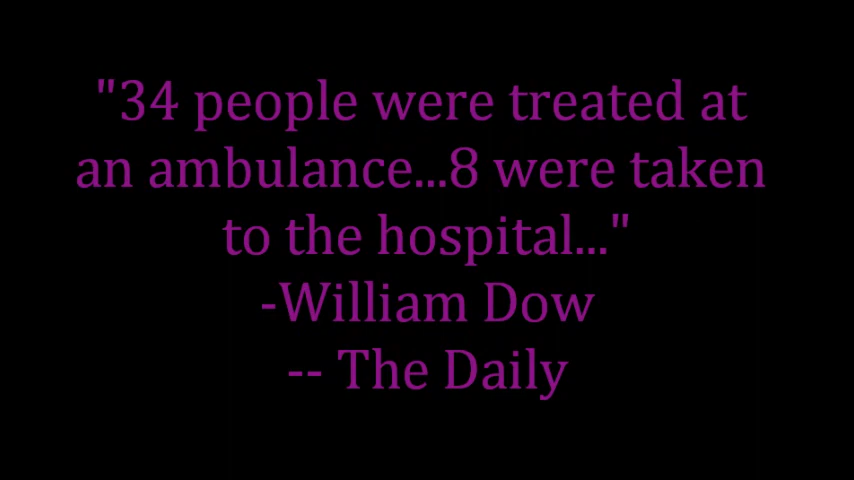 "34 people were treated at
an ambulance...8 were taken
to the hospital..."
-William Dow
-- The Daily